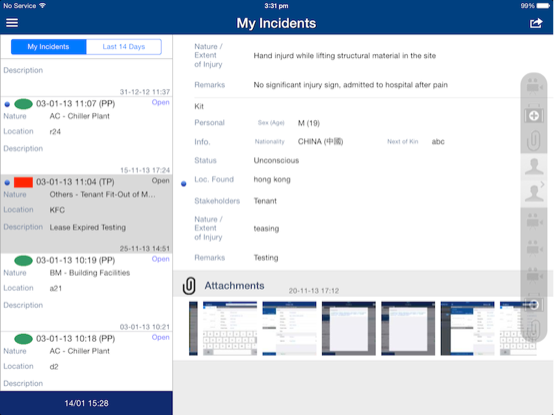 No Service 3:31 pm 99%
My Incidents
My Incidents Last 14 Days
Description
31-12-12 11:37
03-01-13 11:07 (PP) Open
Nature AC - Chiller Plant
Location r24
Description
15-11-13 17:24
03-01-13 11:04 (TP) Open
Nature Others - Tenant Fit-Out of M...
Location KFC
Description Lease Expired Testing
25-11-13 14:51
03-01-13 10:19 (PP) Open
Nature BM - Building Facilities
Location a21
Description
03-01-13 10:21
03-01-13 10:18 (PP) Open
Nature AC - Chiller Plant
Location d2
Description
14/01 15:28
Nature /
Extent Hand injurd while lifting structural material in the site
of Injury
Remarks No significant injury sign, admitted to hospital after pain
Kit
Personal Sex (Age) M (19)
Info. Nationality CHINA (中國) Next of Kin abc
Status Unconscious
Loc. Found hong kong
Stakeholders Tenant
Nature /
Extent teasing
of Injury
Remarks Testing
Attachments 20-11-13 17:12